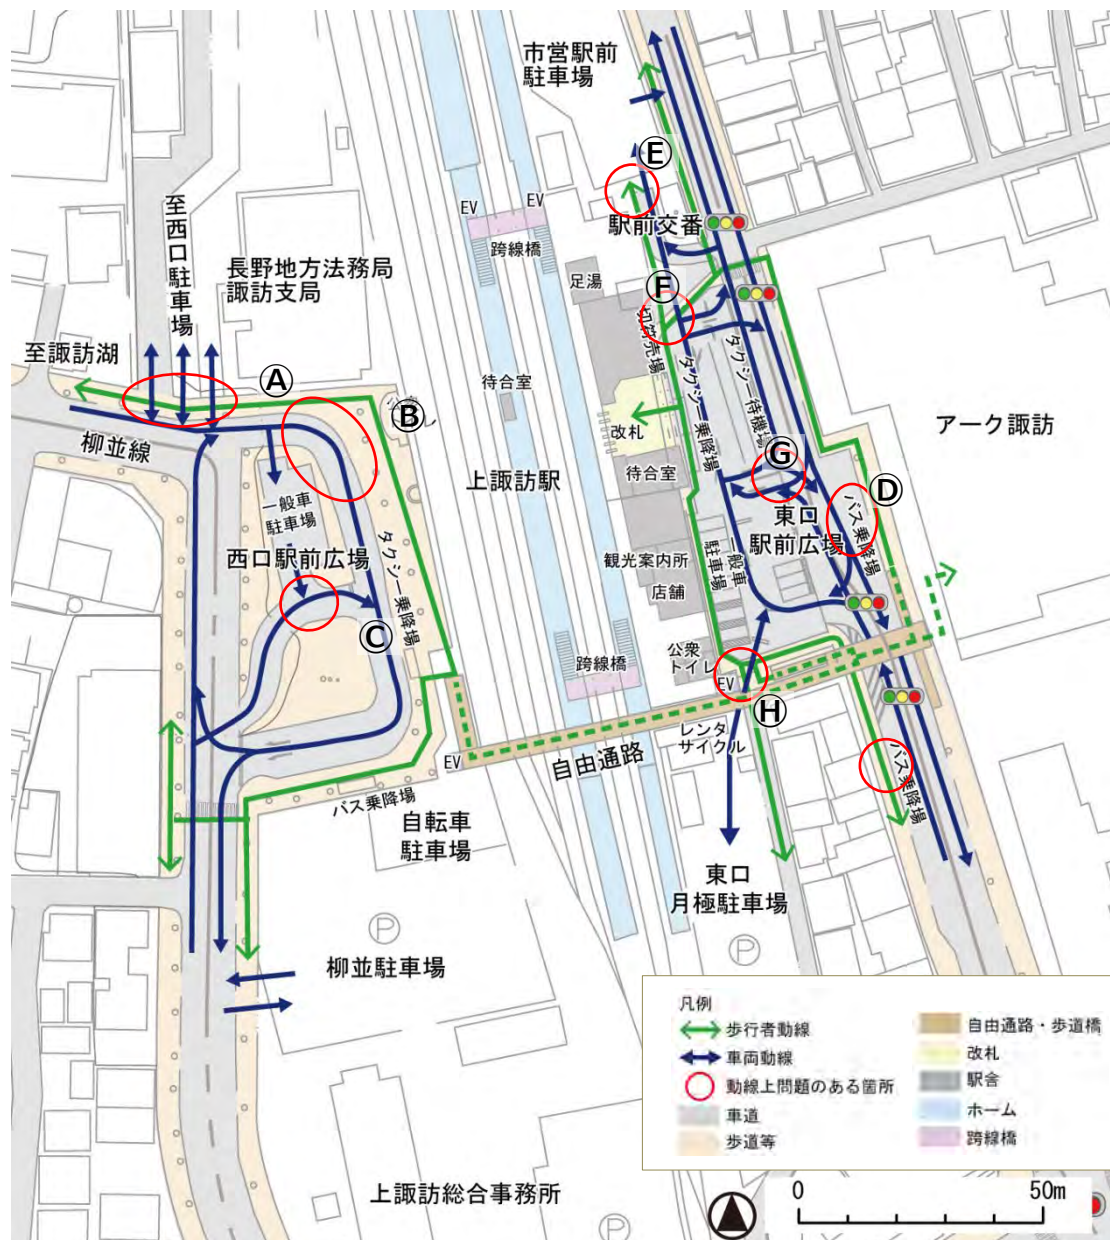 市営駅前
駐車場
Ⓔ
EV
EV
駅前交番
跨線橋
至西口駐車場
長野地方法務局
諏訪支局
足湯
Ⓕ
切符売場
至諏訪湖
Ⓐ
Ⓑ
待合室
タクシー乗降場
タクシー待機場
柳並線
改札
アーク諏訪
上諏訪駅
待合室
Ⓖ
Ⓓ
一般車
駐車場
バス乗降場
東口
駅前広場
西口駅前広場
タクシー乗降場
観光案内所
一般車
駐車場
店舗
Ⓒ
公衆
トイレ
跨線橋
EV
Ⓗ
レンタ
サイクル
自由通路
EV
バス乗降場
バス乗降場
自転車
駐車場
東口
月極駐車場
P
P
柳並駐車場
凡例
歩行者動線
車両動線
動線上問題のある箇所
車道
歩道等
自由通路・歩道橋
改札
駅舎
ホーム
跨線橋
上諏訪総合事務所
P
0
50m